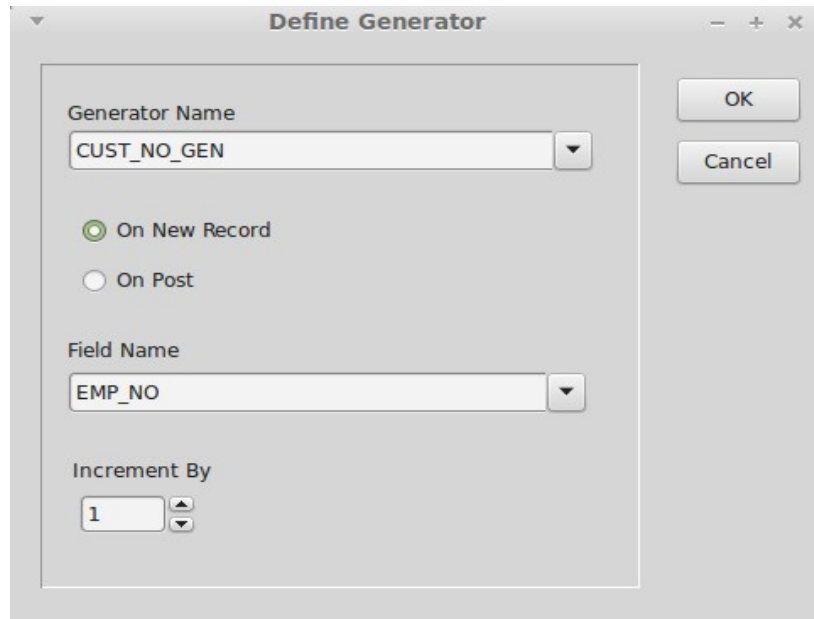 Define Generator
Generator Name
CUST_NO_GEN
On New Record
On Post
Field Name
EMP_NO
Increment By
1
OK
Cancel